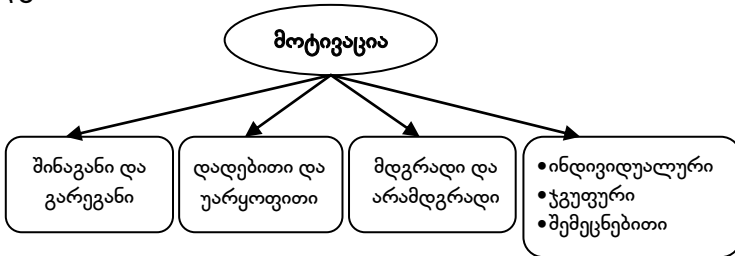 მოტივაცია
შინაგანი და
გარეგანი
დადებითი და
უარყოფითი
მდგრადი და
არამდგრადი
•ინდივიდუალური
•ჯგუფური
•შემეცნებითი